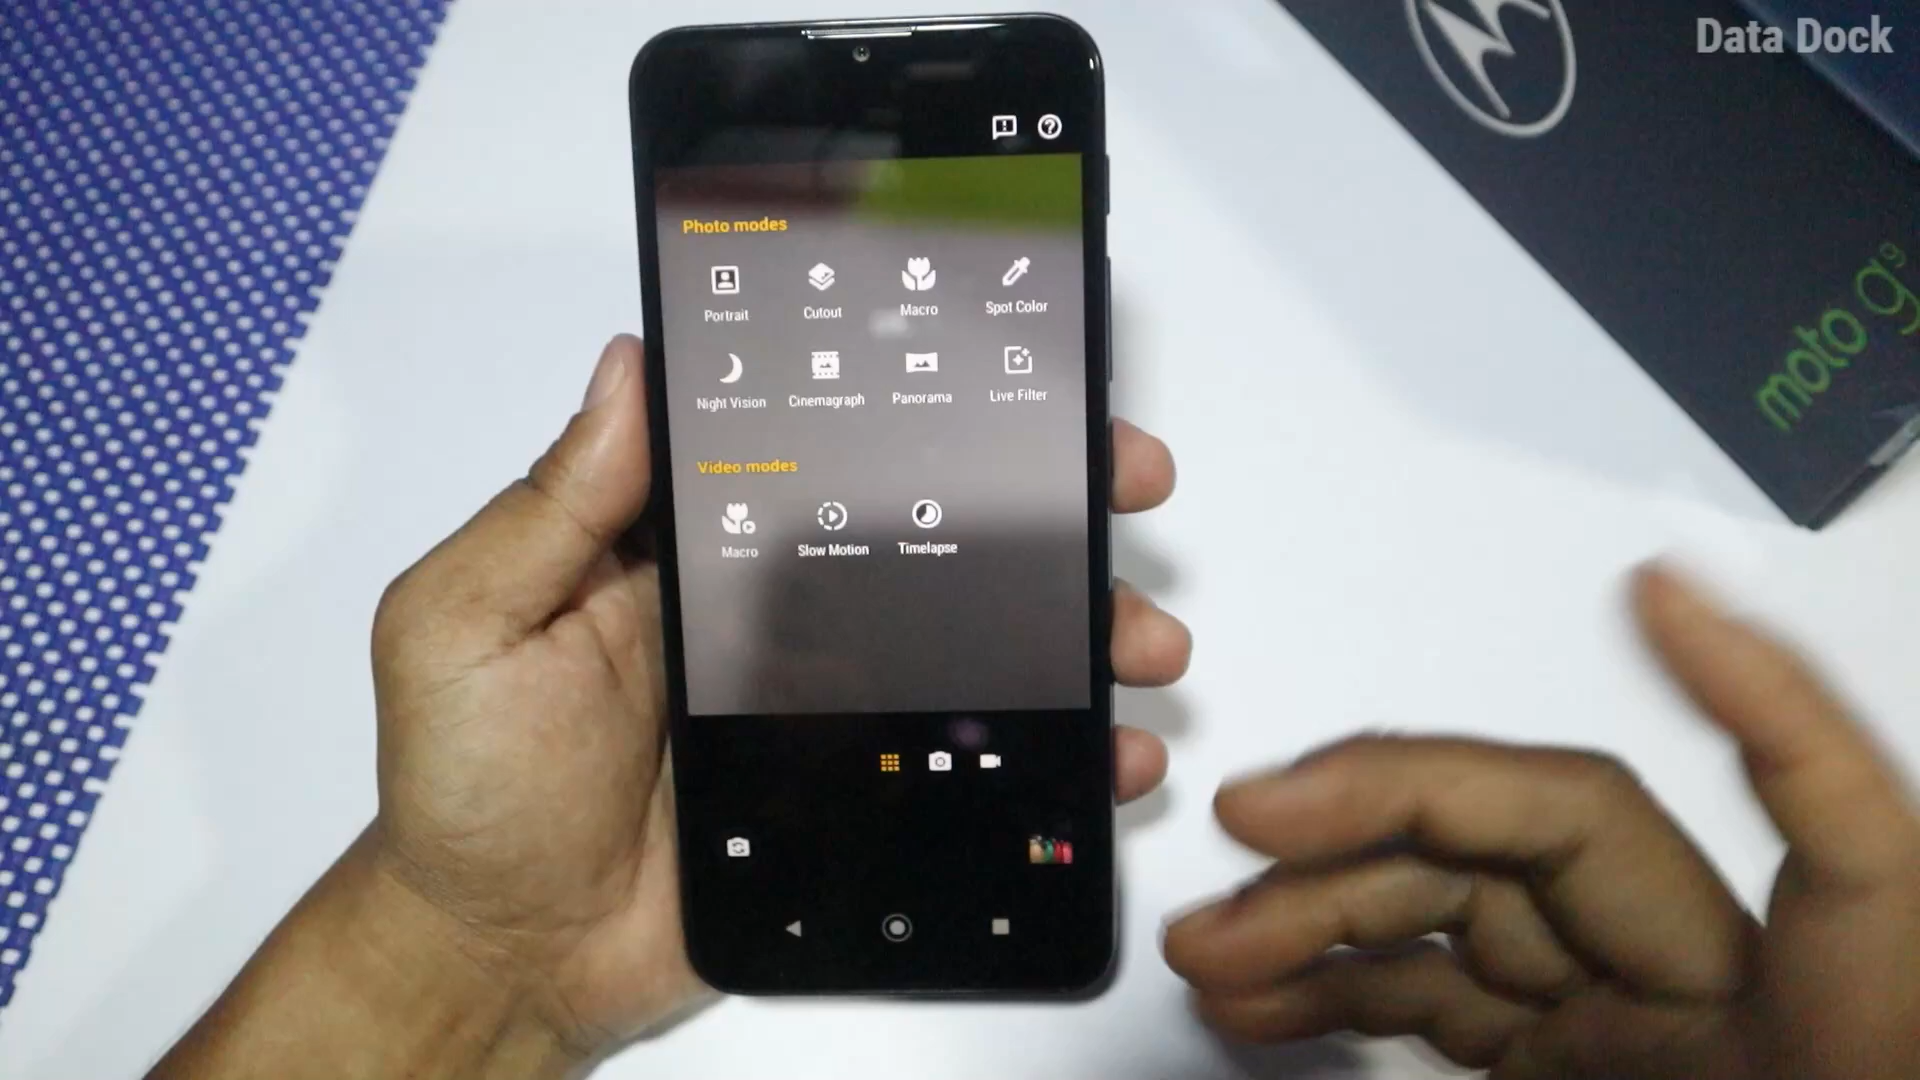 Data Dock
moto g9
Photo modes
Portrait Cutout Macro Spot Color
Night Vision Cinemagraph Panorama Live Filter
Video modes
Macro Slow Motion Timelapse